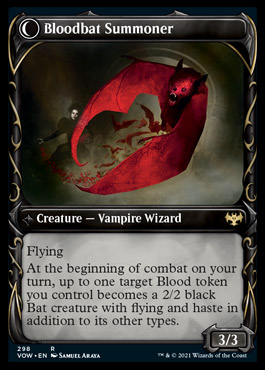 Bloodbat Summoner
Creature — Vampire Wizard
Flying
At the beginning of combat on your
turn, up to one target Blood token
you control becomes a 2/2 black
Bat creature with flying and haste in
addition to its other types.
3/3
298 R
VOW • EN Samuel Araya
™ & © 2021 Wizards of the Coast